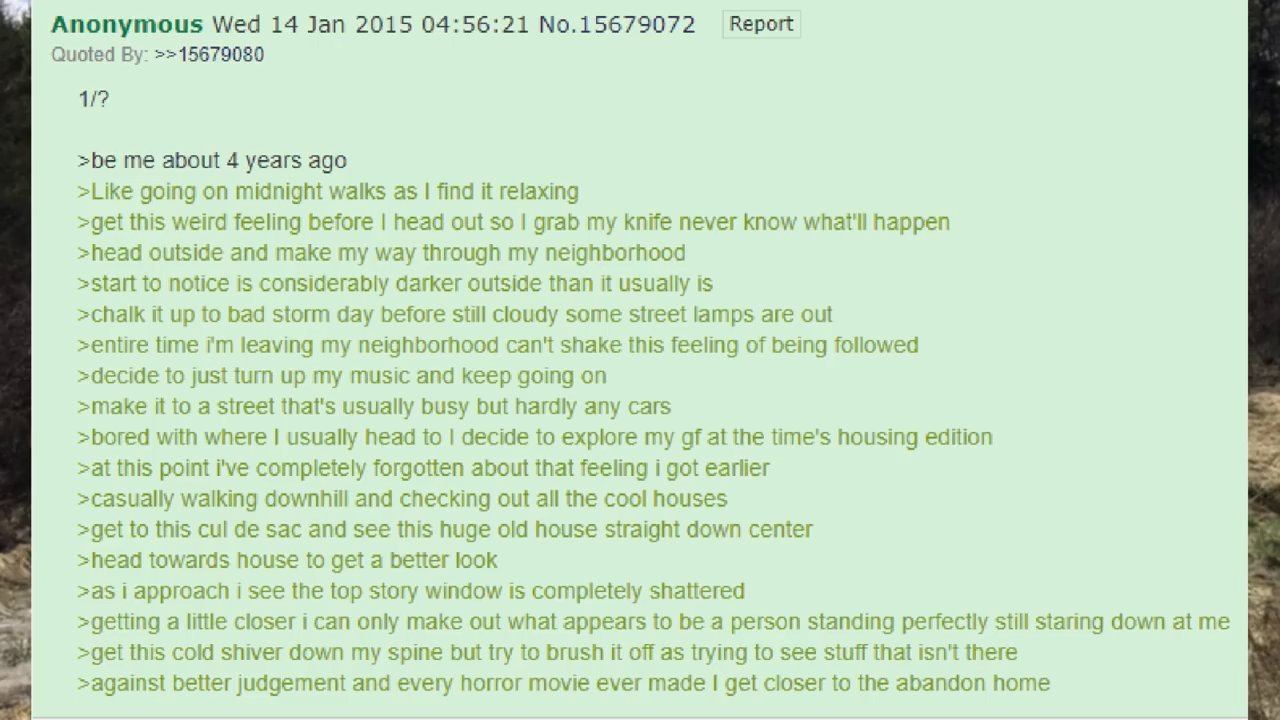 Anonymous Wed 14 Jan 2015 04:56:21 No.15679072 Report
Quoted By: >>15679080
1/?
>be me about 4 years ago
>Like going on midnight walks as I find it relaxing
>get this weird feeling before I head out so I grab my knife never know what'll happen
>head outside and make my way through my neighborhood
>start to notice is considerably darker outside than it usually is
>chalk it up to bad storm day before still cloudy some street lamps are out
>entire time i'm leaving my neighborhood can't shake this feeling of being followed
>decide to just turn up my music and keep going on
>make it to a street that's usually busy but hardly any cars
>bored with where I usually head to I decide to explore my gf at the time's housing edition
>at this point i've completely forgotten about that feeling i got earlier
>casually walking downhill and checking out all the cool houses
>get to this cul de sac and see this huge old house straight down center
>head towards house to get a better look
>as i approach i see the top story window is completely shattered
>getting a little closer i can only make out what appears to be a person standing perfectly still staring down at me
>get this cold shiver down my spine but try to brush it off as trying to see stuff that isn't there
>against better judgement and every horror movie ever made I get closer to the abandon home